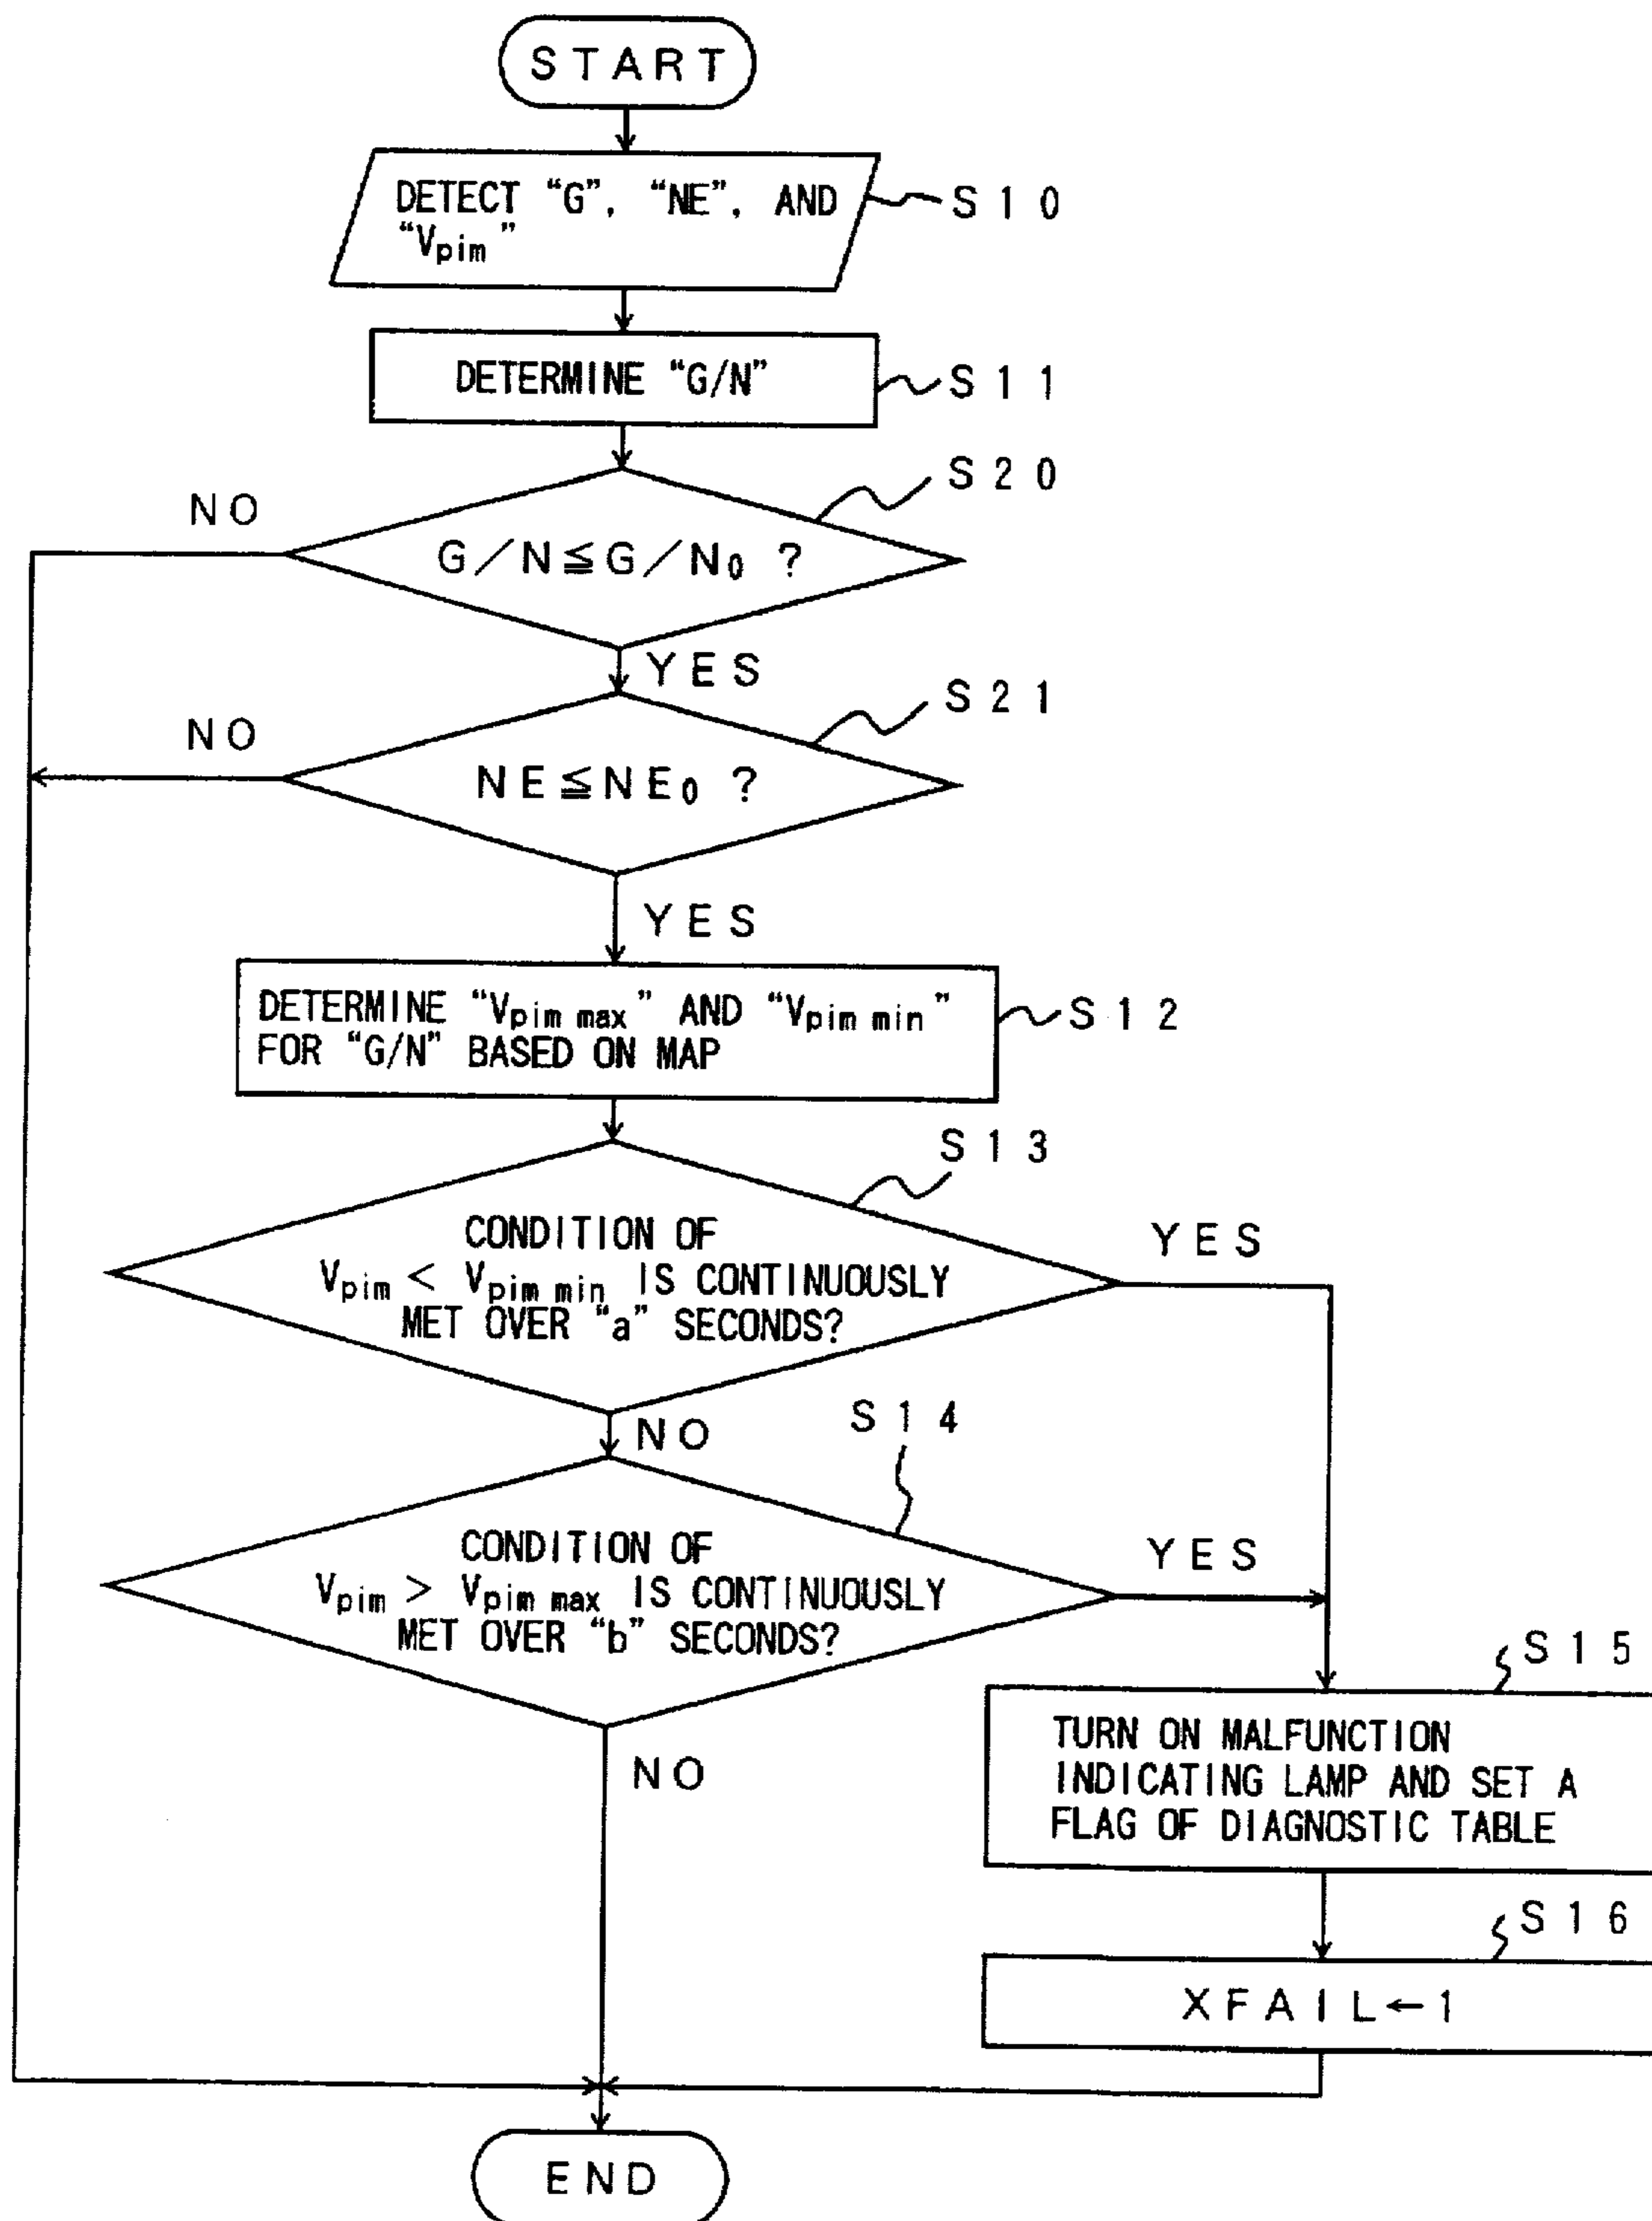 START
DETECT “G”, “NE”, AND
“Vpim”
S10
DETERMINE “G/N”
S11
S20
NO
G/N≦G/N0 ?
YES
S21
NO
NE≦NE0 ?
YES
DETERMINE “Vpim max” AND “Vpim min”
FOR “G/N” BASED ON MAP
S12
S13
CONDITION OF
Vpim < Vpim min IS CONTINUOUSLY
MET OVER “a” SECONDS?
YES
NO
S14
CONDITION OF
Vpim > Vpim max IS CONTINUOUSLY
MET OVER “b” SECONDS?
YES
NO
S15
TURN ON MALFUNCTION
INDICATING LAMP AND SET A
FLAG OF DIAGNOSTIC TABLE
S16
XFAIL←1
END